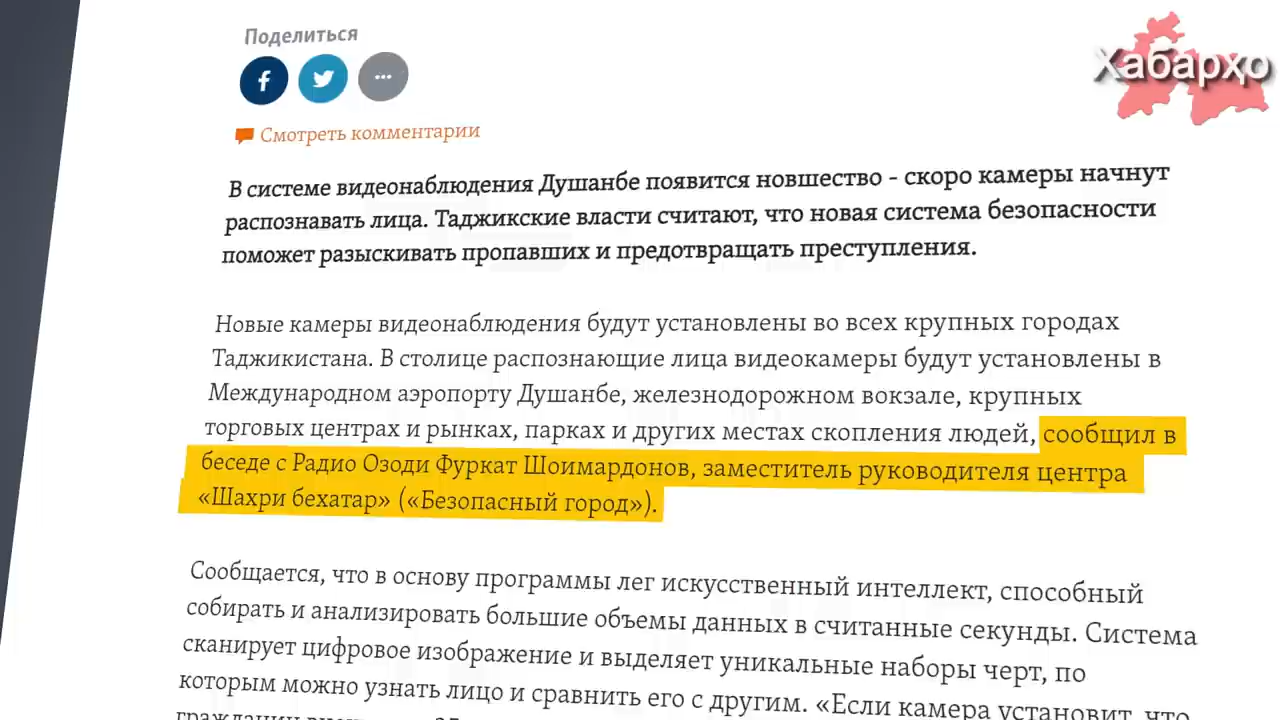 Поделиться
Хабарҳо
Смотреть комментарии
В системе видеонаблюдения Душанбе появится новшество - скоро камеры начнут
распознавать лица. Таджикские власти считают, что новая система безопасности
поможет разыскивать пропавших и предотвращать преступления.
Новые камеры видеонаблюдения будут установлены во всех крупных городах
Таджикистана. В столице распознающие лица видеокамеры будут установлены в
Международном аэропорту Душанбе, железнодорожном вокзале, крупных
торговых центрах и рынках, парках и других местах скопления людей, сообщил в
беседе с Радио Озоди Фуркат Шоимардонов, заместитель руководителя центра
«Шахри бехатар» («Безопасный город»).
Сообщается, что в основу программы лег искусственный интеллект, способный
собирать и анализировать большие объемы данных в считанные секунды. Система
сканирует цифровое изображение и выделяет уникальные наборы черт, по
которым можно узнать лицо и сравнить его с другим. «Если камера установит, что